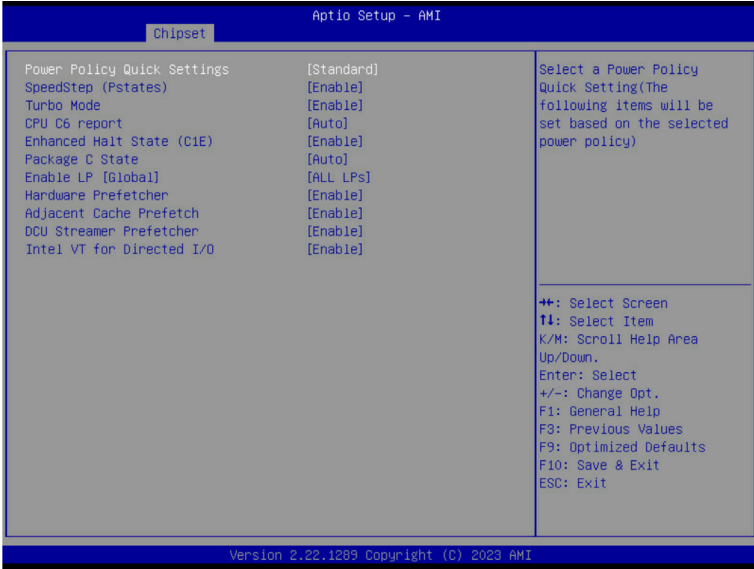 Aptio Setup – AMI
Chipset
Power Policy Quick Settings [Standard]
SpeedStep (Pstates) [Enable]
Turbo Mode [Enable]
CPU C6 report [Auto]
Enhanced Halt State (C1E) [Enable]
Package C State [Auto]
Enable LP [Global] [ALL LPs]
Hardware Prefetcher [Enable]
Adjacent Cache Prefetch [Enable]
DCU Streamer Prefetcher [Enable]
Intel VT for Directed I/O [Enable]
Select a Power Policy
Quick Setting(The
following items will be
set based on the selected
power policy)
→←: Select Screen
↑↓: Select Item
K/M: Scroll Help Area
Up/Down.
Enter: Select
+/-: Change Opt.
F1: General Help
F3: Previous Values
F9: Optimized Defaults
F10: Save & Exit
ESC: Exit
Version 2.22.1289 Copyright (C) 2023 AMI